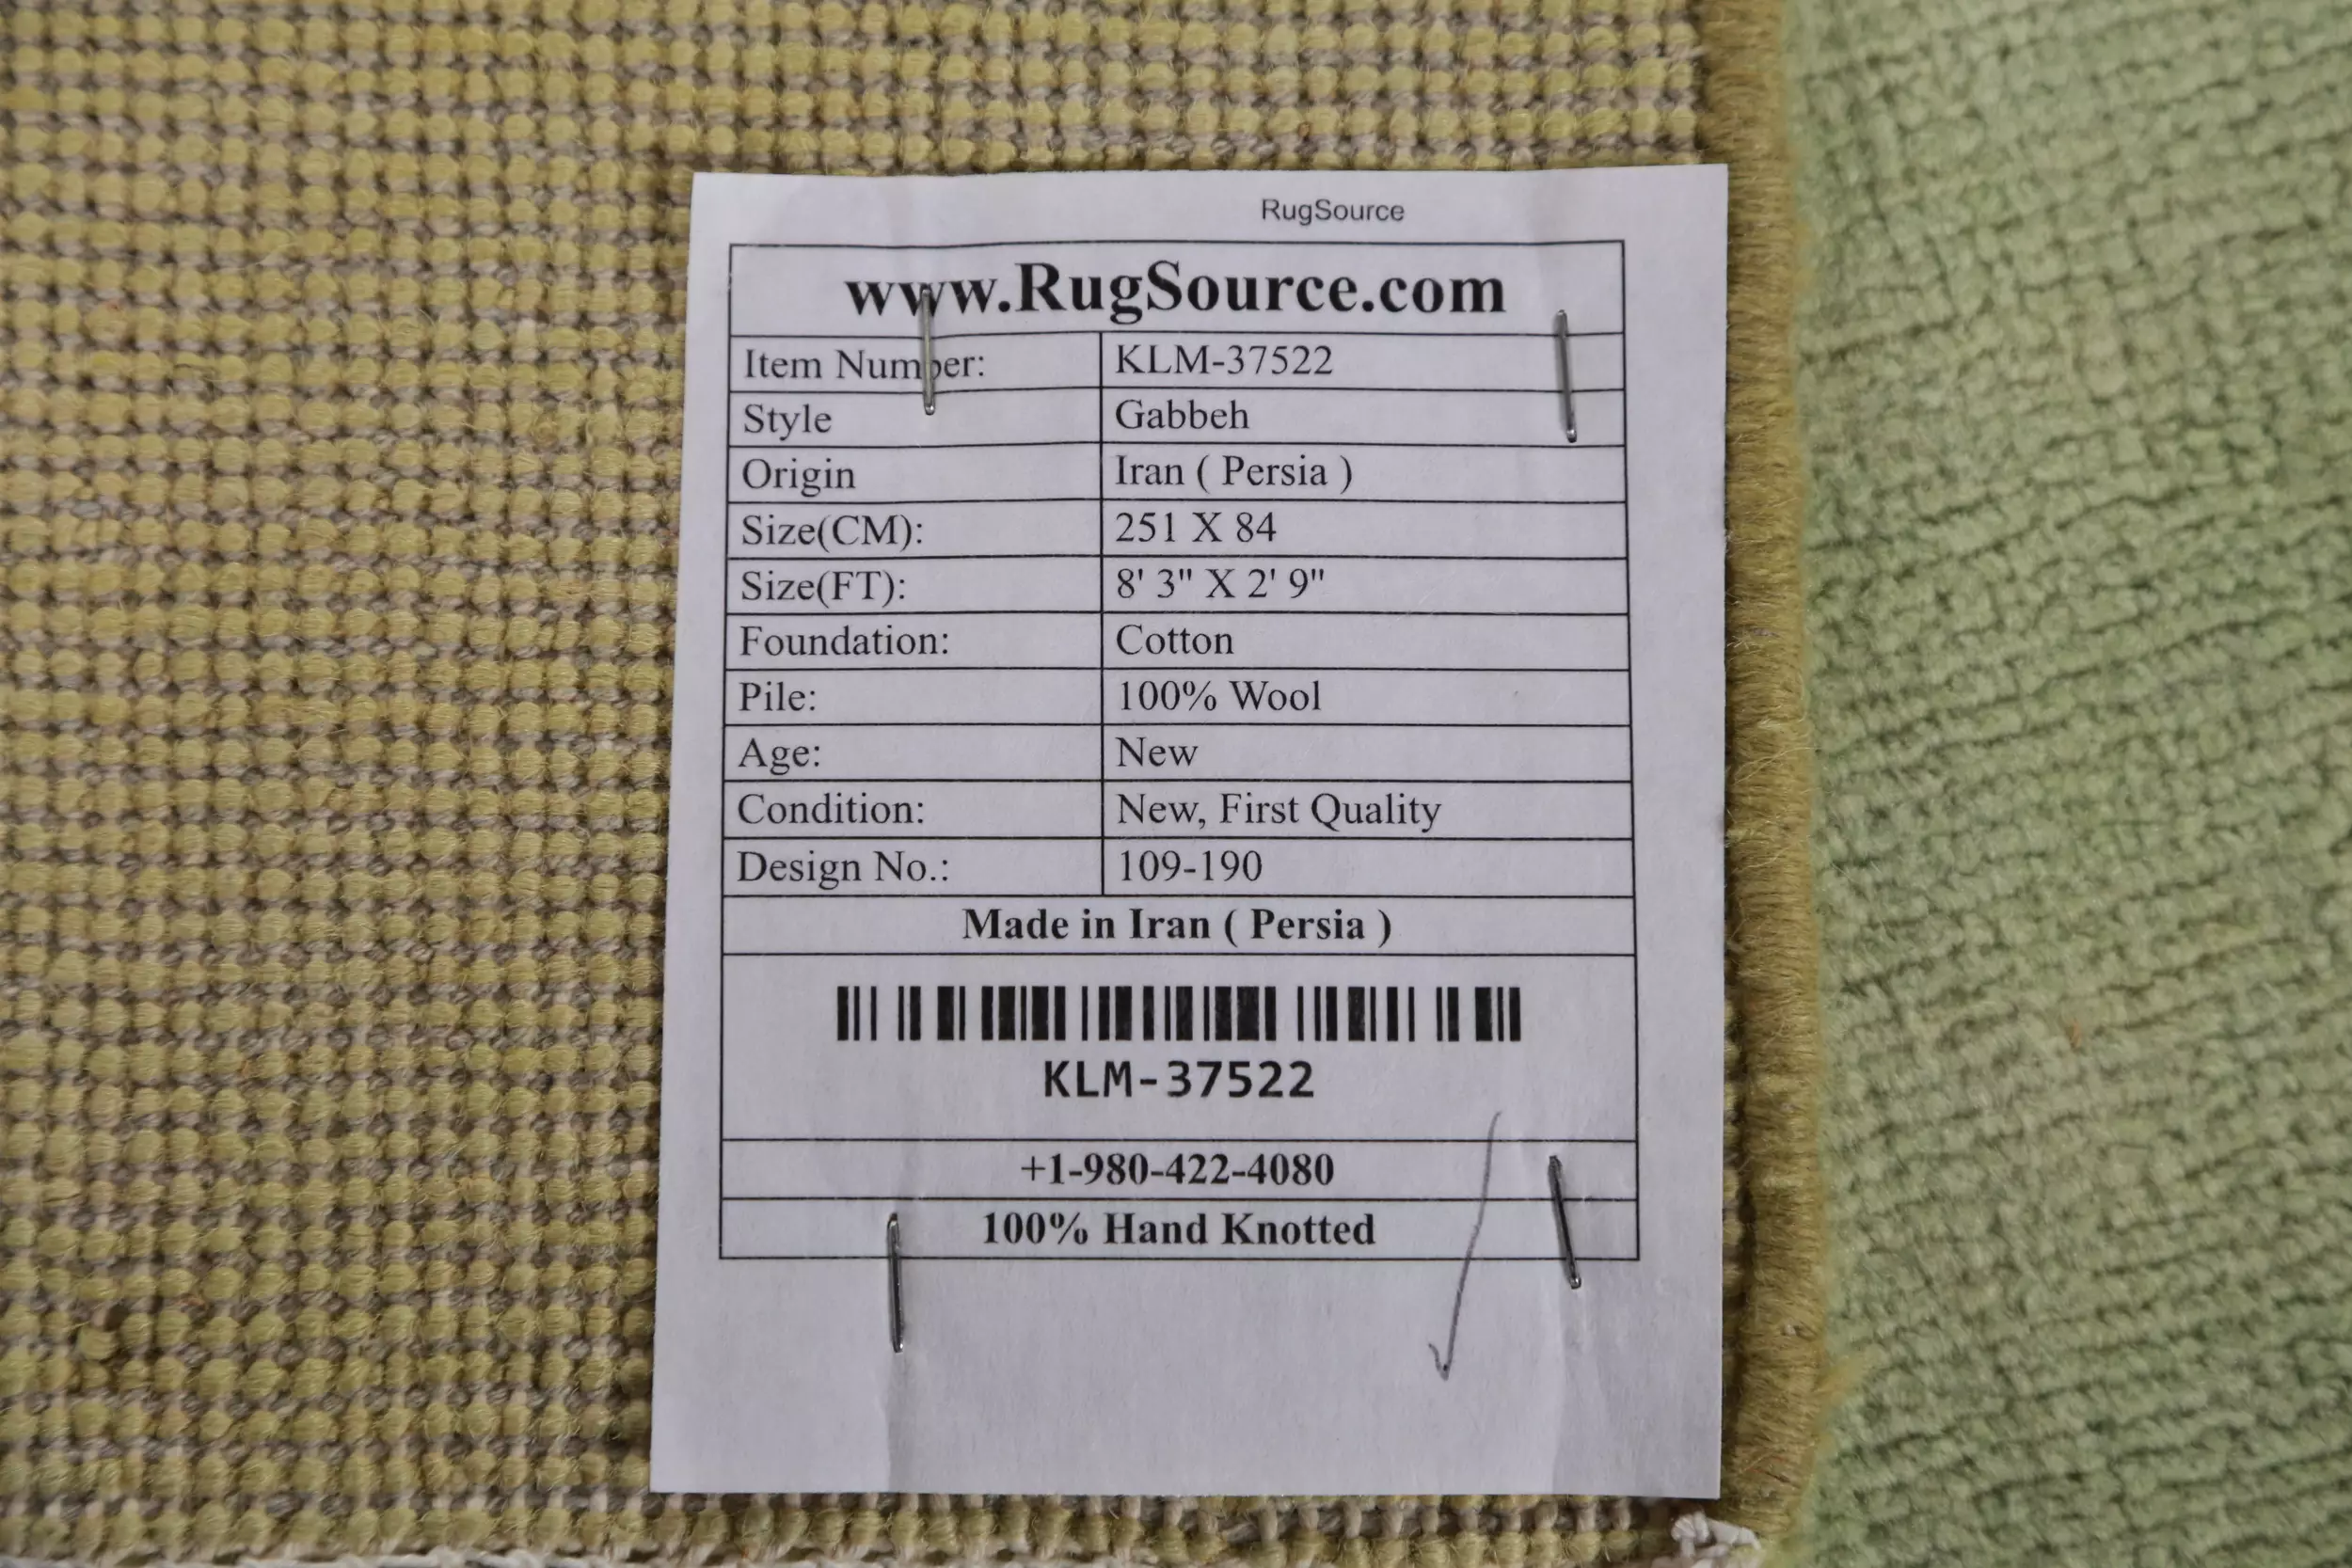 RugSource
www.RugSource.com
Item Number: KLM-37522
Style Gabbeh
Origin Iran ( Persia )
Size(CM): 251 X 84
Size(FT): 8' 3" X 2' 9"
Foundation: Cotton
Pile: 100% Wool
Age: New
Condition: New, First Quality
Design No.: 109-190
Made in Iran ( Persia )
KLM-37522
+1-980-422-4080
100% Hand Knotted